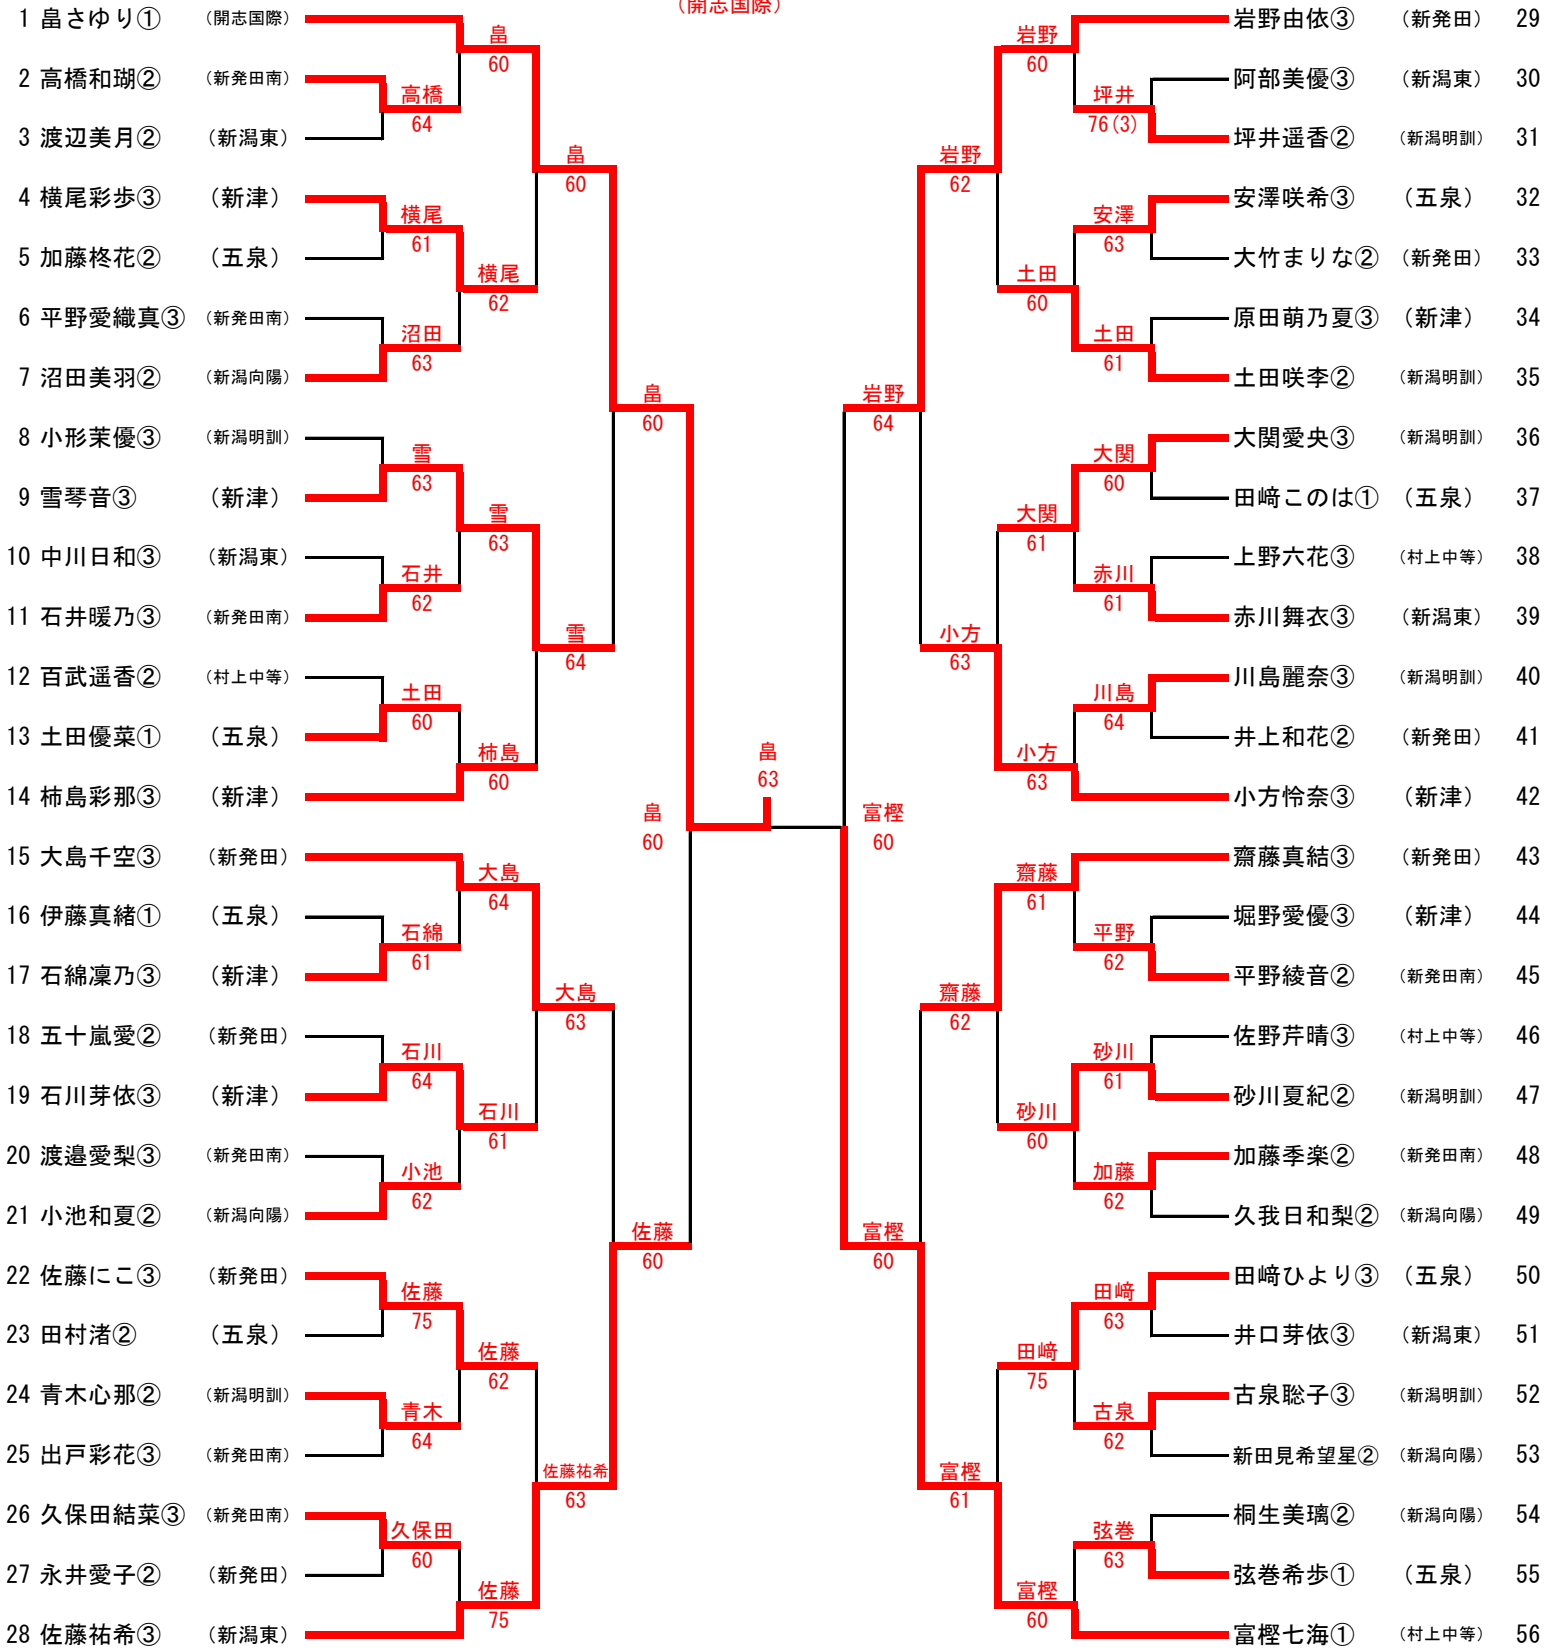 （開志国際）
1 畠さゆり① （開志国際）
2 高橋和瑚② （新発田南）
3 渡辺美月② （新潟東）
4 横尾彩歩③ （新津）
5 加藤柊花② （五泉）
6 平野愛織真③ （新発田南）
7 沼田美羽② （新潟向陽）
8 小形茉優③ （新潟明訓）
9 雪琴音③ （新津）
10 中川日和③ （新潟東）
11 石井暖乃③ （新発田南）
12 百武遥香② （村上中等）
13 土田優菜① （五泉）
14 柿島彩那③ （新津）
15 大島千空③ （新発田）
16 伊藤真緒① （五泉）
17 石綿凜乃③ （新津）
18 五十嵐愛② （新発田）
19 石川芽依③ （新津）
20 渡邉愛梨③ （新発田南）
21 小池和夏② （新潟向陽）
22 佐藤にこ③ （新発田）
23 田村渚② （五泉）
24 青木心那② （新潟明訓）
25 出戸彩花③ （新発田南）
26 久保田結菜③ （新発田南）
27 永井愛子② （新発田）
28 佐藤祐希③ （新潟東）
高橋
64
横尾
61
沼田
63
雪
63
石井
62
土田
60
石綿
61
石川
64
小池
62
佐藤
75
青木
64
久保田
60
畠
60
横尾
62
雪
63
柿島
60
大島
64
石川
61
佐藤
62
佐藤
75
畠
60
雪
64
大島
63
佐藤祐希
63
畠
60
佐藤
60
畠
60
畠
63
富樫
60
岩野
64
富樫
60
岩野
62
小方
63
齋藤
62
富樫
61
岩野
60
土田
60
大関
61
小方
63
齋藤
61
砂川
60
田﨑
75
富樫
60
坪井
76(3)
安澤
63
土田
61
大関
60
赤川
61
川島
64
平野
62
砂川
61
加藤
62
田﨑
63
古泉
62
弦巻
63
岩野由依③ （新発田） 29
阿部美優③ （新潟東） 30
坪井遥香② （新潟明訓） 31
安澤咲希③ （五泉） 32
大竹まりな② （新発田） 33
原田萌乃夏③ （新津） 34
土田咲李② （新潟明訓） 35
大関愛央③ （新潟明訓） 36
田﨑このは① （五泉） 37
上野六花③ （村上中等） 38
赤川舞衣③ （新潟東） 39
川島麗奈③ （新潟明訓） 40
井上和花② （新発田） 41
小方怜奈③ （新津） 42
齋藤真結③ （新発田） 43
堀野愛優③ （新津） 44
平野綾音② （新発田南） 45
佐野芹晴③ （村上中等） 46
砂川夏紀② （新潟明訓） 47
加藤季楽② （新発田南） 48
久我日和梨② （新潟向陽） 49
田﨑ひより③ （五泉） 50
井口芽依③ （新潟東） 51
古泉聡子③ （新潟明訓） 52
新田見希望星② （新潟向陽） 53
桐生美璃② （新潟向陽） 54
弦巻希歩① （五泉） 55
富樫七海① （村上中等） 56